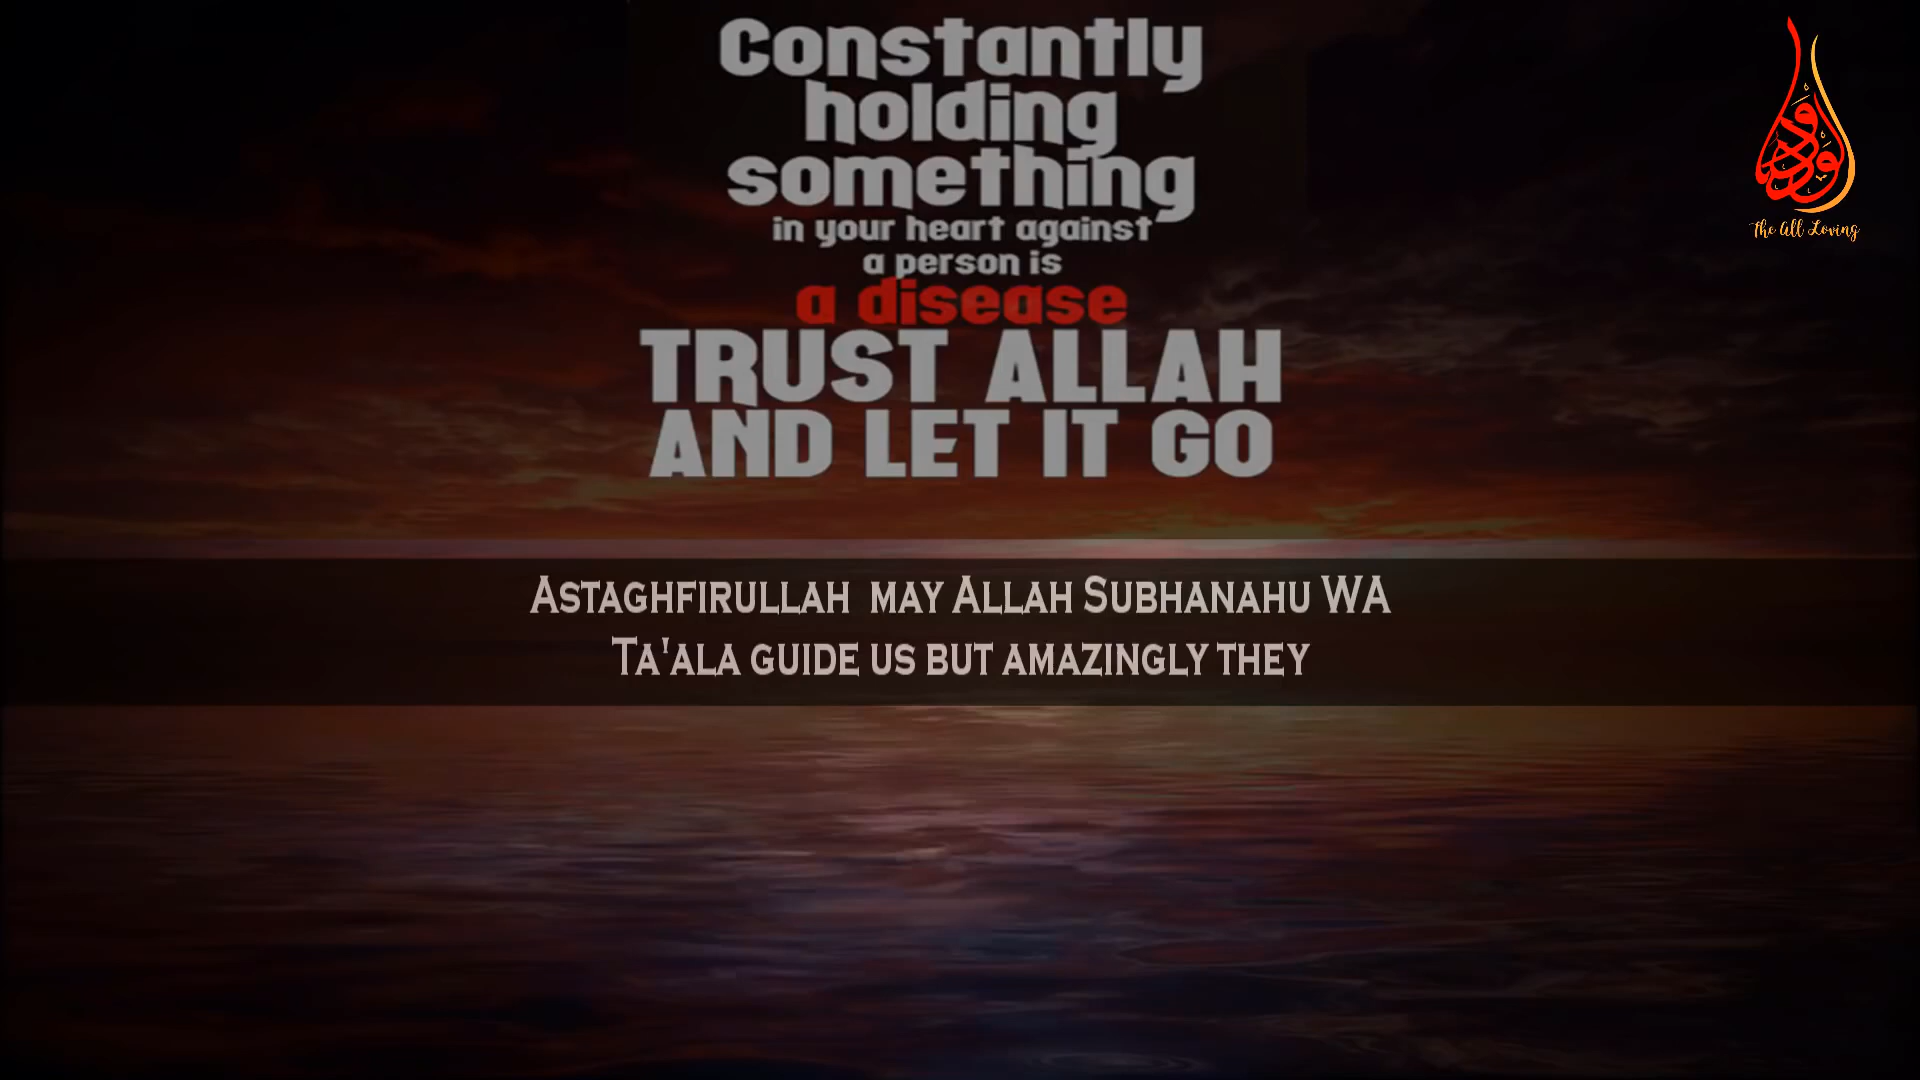 Constantly
holding
something
in your heart against
a person is
a disease
TRUST ALLAH
AND LET IT GO
The All Loving
Astaghfirullah may Allah Subhanahu WA
Ta'ala guide us but amazingly they